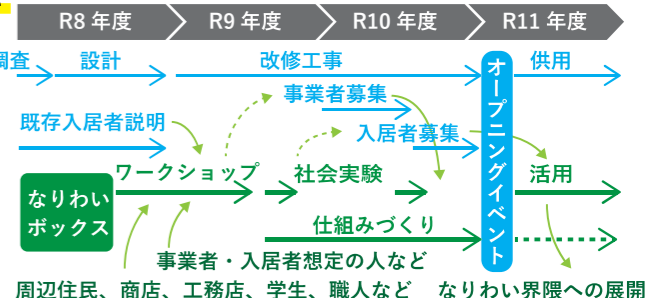 R8 年度 R9 年度 R10 年度 R11 年度
調査 設計 改修工事 供用
事業者募集
既存入居者説明 入居者募集
オープニングイベント
なりわい
ボックス
ワークショップ 社会実験 活用
仕組みづくり
事業者・入居者想定の人など
周辺住民、商店、工務店、学生、職人など なりわい界隈への展開